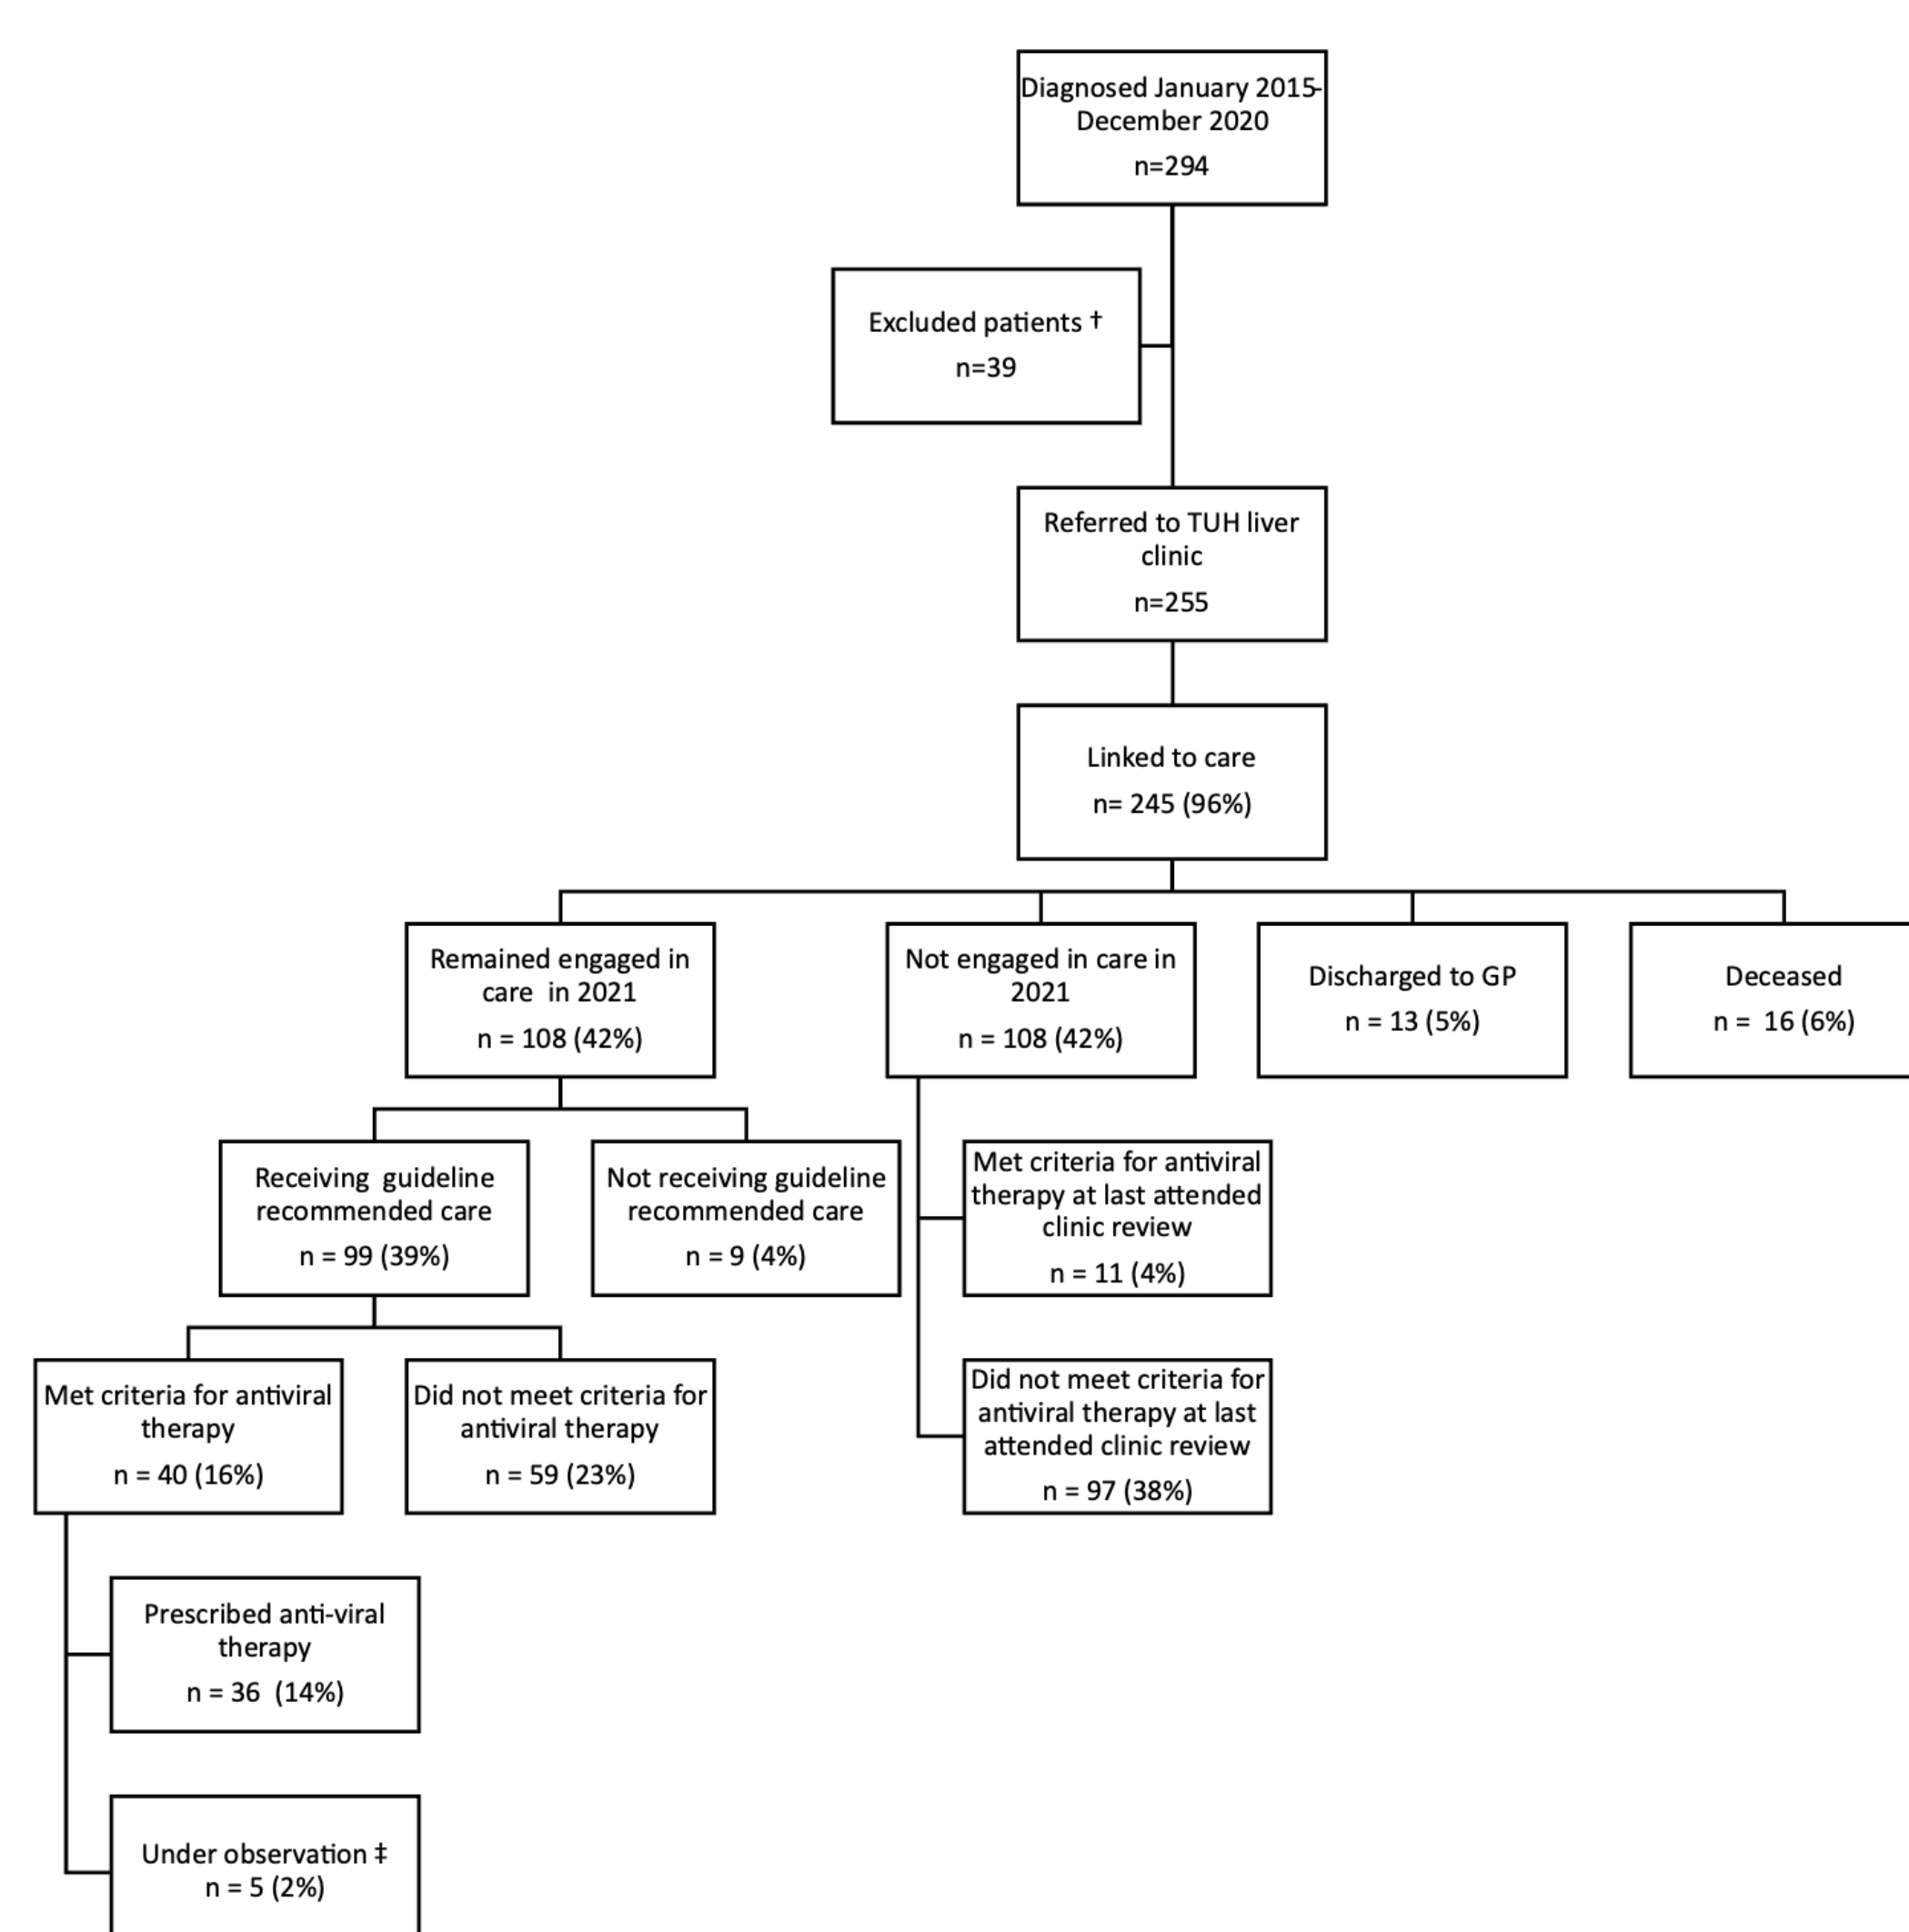 Diagnosed January 2015-
December 2020
n=294
Excluded patients †
n=39
Referred to TUH liver
clinic
n=255
Linked to care
n= 245 (96%)
Remained engaged in
care  in 2021
n = 108 (42%)
Not engaged in care in
2021
n = 108 (42%)
Discharged to GP
n = 13 (5%)
Deceased
n =  16 (6%)
Receiving  guideline
recommended care
n = 99 (39%)
Not receiving guideline
recommended care
n = 9 (4%)
Met criteria for antiviral
therapy at last attended
clinic review
n = 11 (4%)
Met criteria for antiviral
therapy
n = 40 (16%)
Did not meet criteria for
antiviral therapy
n = 59 (23%)
Did not meet criteria for
antiviral therapy at last
attended clinic review
n = 97 (38%)
Prescribed anti-viral
therapy
n = 36  (14%)
Under observation ‡
n = 5 (2%)